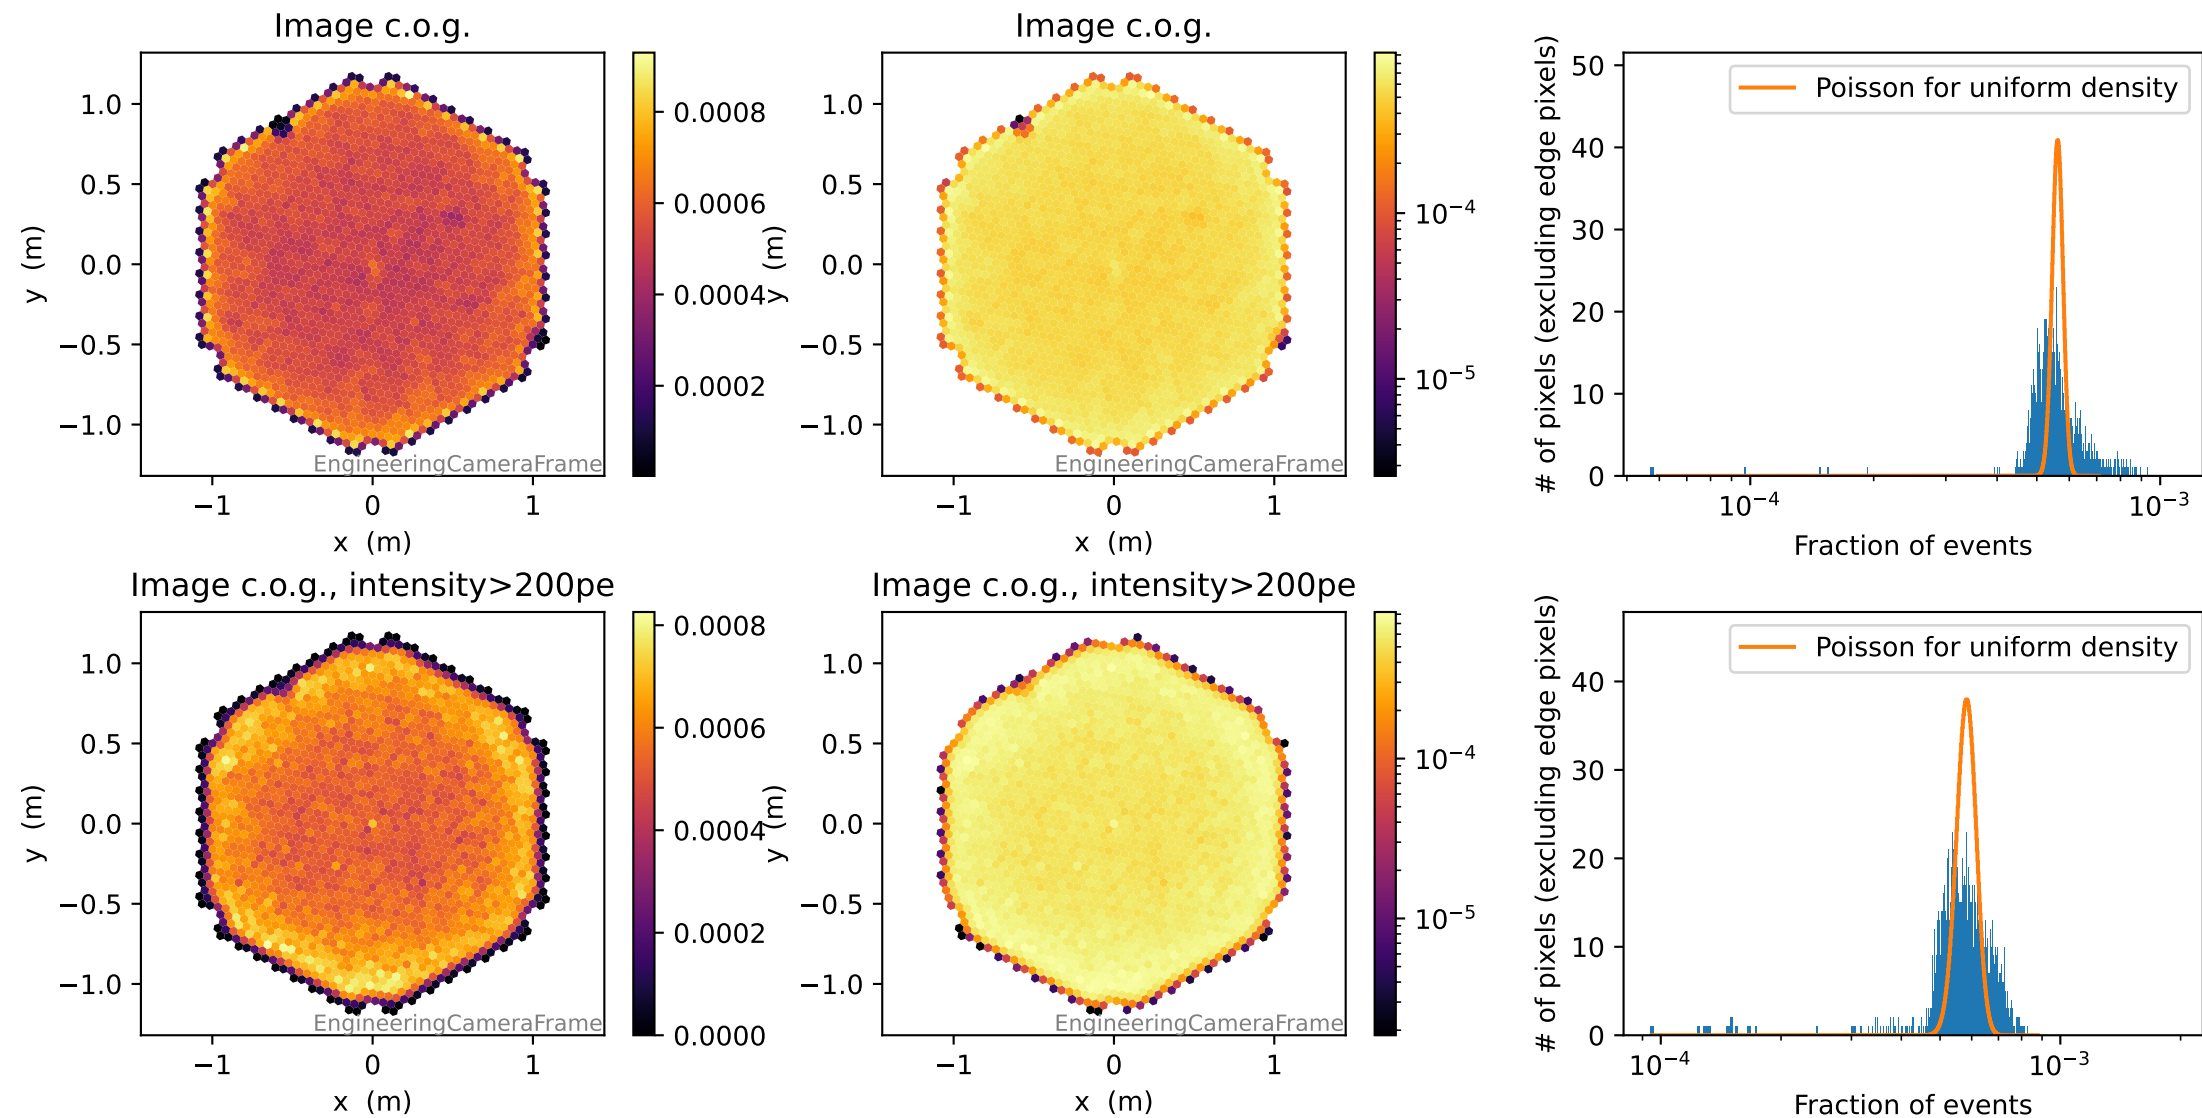 Image c.o.g.
1.0
0.5
0.0
−0.5
−1.0
y (m)
−1
0
1
x (m)
EngineeringCameraFrame
0.0008
0.0006
0.0004
0.0002
Image c.o.g.
1.0
0.5
0.0
−0.5
−1.0
y (m)
−1
0
1
x (m)
EngineeringCameraFrame
10⁻⁴
10⁻⁵
50
40
30
20
10
0
# of pixels (excluding edge pixels)
Poisson for uniform density
10⁻⁴
10⁻³
Fraction of events
Image c.o.g., intensity>200pe
1.0
0.5
0.0
−0.5
−1.0
y (m)
−1
0
1
x (m)
EngineeringCameraFrame
0.0008
0.0006
0.0004
0.0002
0.0000
Image c.o.g., intensity>200pe
1.0
0.5
0.0
−0.5
−1.0
y (m)
−1
0
1
x (m)
EngineeringCameraFrame
10⁻⁴
10⁻⁵
40
30
20
10
0
# of pixels (excluding edge pixels)
Poisson for uniform density
10⁻⁴
10⁻³
Fraction of events